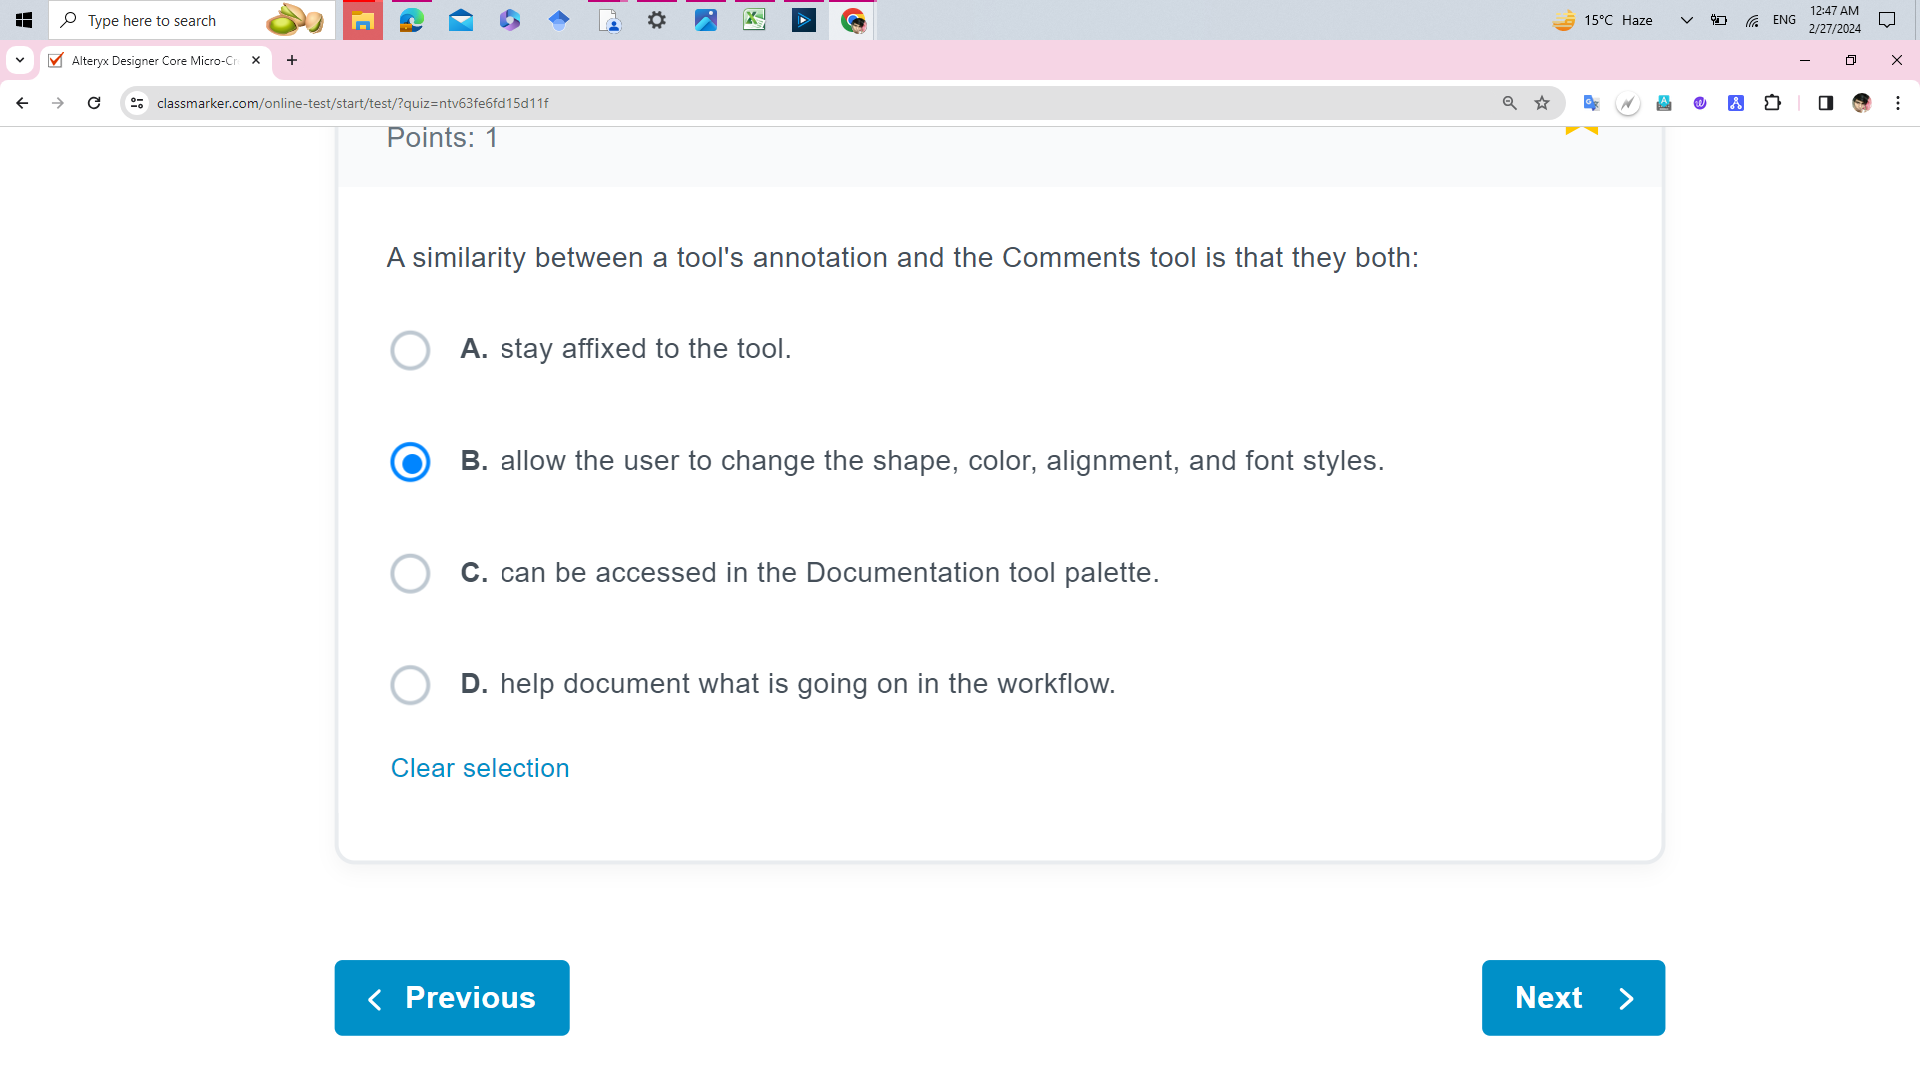 Type here to search
15°C Haze
ENG
12:47 AM
2/27/2024
Alteryx Designer Core Micro-Cr
classmarker.com/online-test/start/test/?quiz=ntv63fe6fd15d11f
Points: 1
A similarity between a tool's annotation and the Comments tool is that they both:
A. stay affixed to the tool.
B. allow the user to change the shape, color, alignment, and font styles.
C. can be accessed in the Documentation tool palette.
D. help document what is going on in the workflow.
Clear selection
Previous
Next